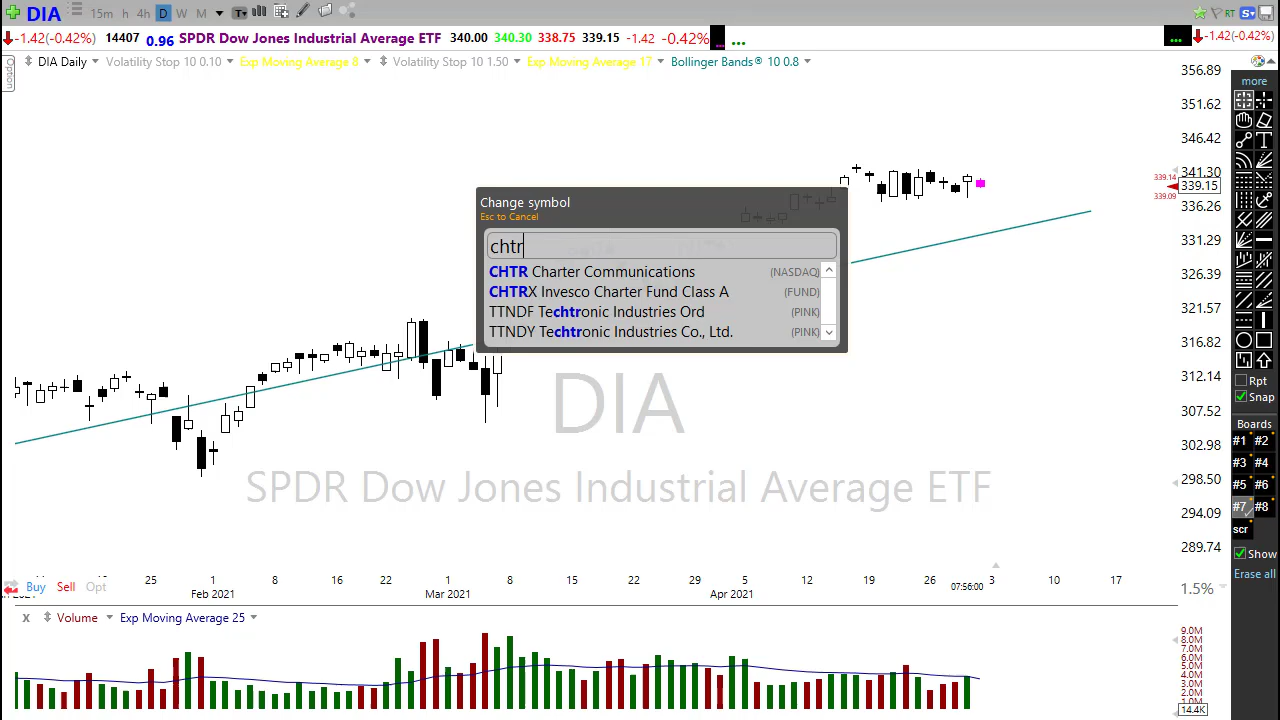 DIA 15m h 4h D W M T RT S
-1.42(-0.42%) 14407 0.96 SPDR Dow Jones Industrial Average ETF 340.00 340.30 338.75 339.15 -1.42 -0.42% ... ... -1.42(-0.42%)
Option
DIA Daily Volatility Stop 10 0.10 Exp Moving Average 8 Volatility Stop 10 1.50 Exp Moving Average 17 Bollinger Bands® 10 0.8
356.89
351.62
346.42
341.30
339.14
339.15
339.09
336.26
331.29
326.39
321.57
316.82
312.14
307.52
302.98
298.50
294.09
289.74
1.5%
more
T
Rpt
Snap
Boards
#1 #2
#3 #4
#5 #6
#7 #8
scr
Show
Erase all
Change symbol
Esc to Cancel
chtr
CHTR Charter Communications (NASDAQ)
CHTRX Invesco Charter Fund Class A (FUND)
TTNDF Techtronic Industries Ord (PINK)
TTNDY Techtronic Industries Co., Ltd. (PINK)
DIA
SPDR Dow Jones Industrial Average ETF
25 1 8 16 22 1 8 15 22 29 5 12 19 26 3 10 17
Buy Sell Opt
Feb 2021 Mar 2021 Apr 2021 07:56:00
x Volume Exp Moving Average 25
9.0M
8.0M
7.0M
6.0M
5.0M
4.0M
3.0M
2.0M
14.4K